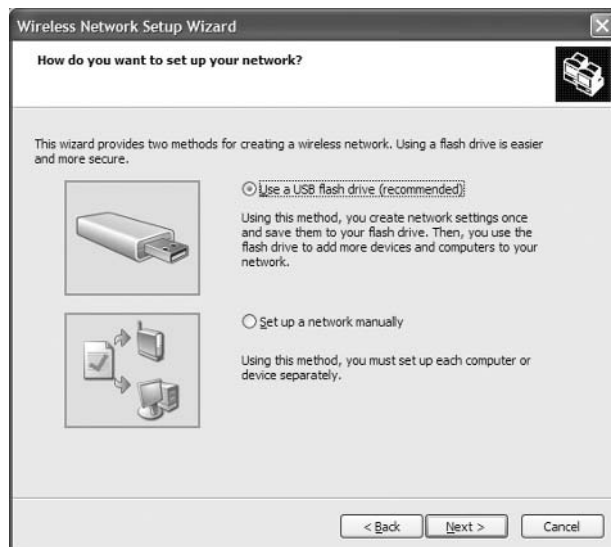 Wireless Network Setup Wizard
How do you want to set up your network?
This wizard provides two methods for creating a wireless network. Using a flash drive is easier
and more secure.
Use a USB flash drive (recommended)
Using this method, you create network settings once
and save them to your flash drive. Then, you use the
flash drive to add more devices and computers to your
network.
Set up a network manually
Using this method, you must set up each computer or
device separately.
< Back Next > Cancel